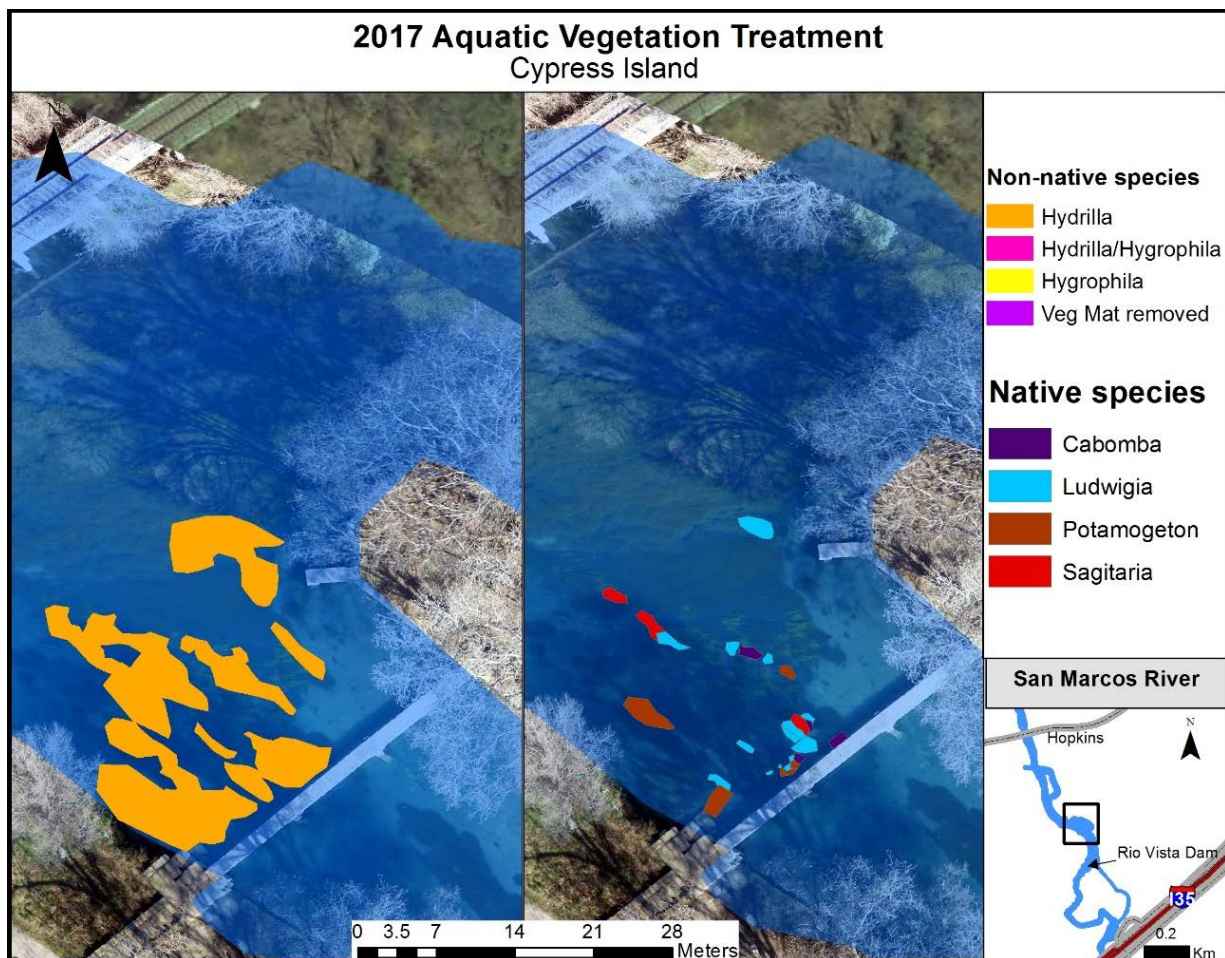 2017 Aquatic Vegetation Treatment
Cypress Island
N
Non-native species
Hydrilla
Hydrilla/Hygrophila
Hygrophila
Veg Mat removed
Native species
Cabomba
Ludwigia
Potamogeton
Sagitaria
San Marcos River
N
Hopkins
Rio Vista Dam
I35
0.2
Km
0 3.5 7 14 21 28
Meters